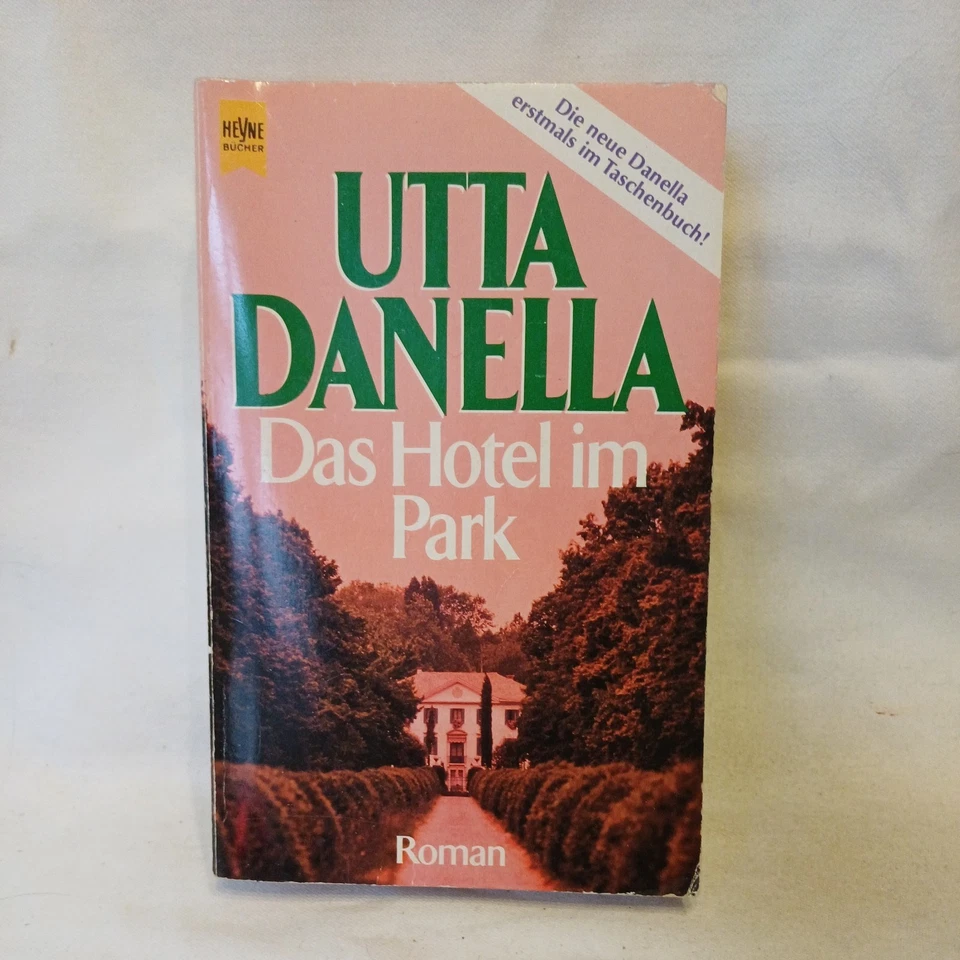 HEYNE
BÜCHER
Die neue Danella
erstmals im Taschenbuch!
UTTA
DANELLA
Das Hotel im
Park
Roman